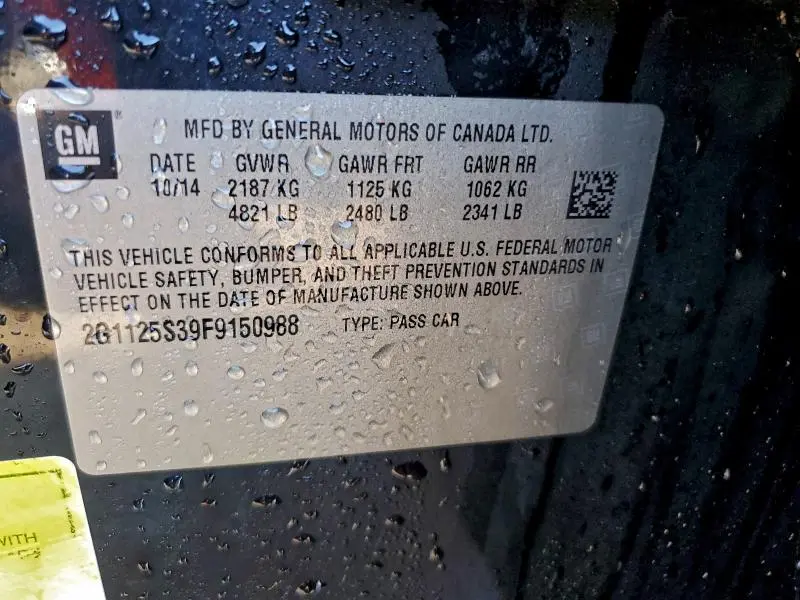 GM
MFD BY GENERAL MOTORS OF CANADA LTD.
DATE GVWR GAWR FRT GAWR RR
10/14 2187 KG 1125 KG 1062 KG
4821 LB 2480 LB 2341 LB
THIS VEHICLE CONFORMS TO ALL APPLICABLE U.S. FEDERAL MOTOR
VEHICLE SAFETY, BUMPER, AND THEFT PREVENTION STANDARDS IN
EFFECT ON THE DATE OF MANUFACTURE SHOWN ABOVE.
2G1125S39F9150988 TYPE: PASS CAR
WITH